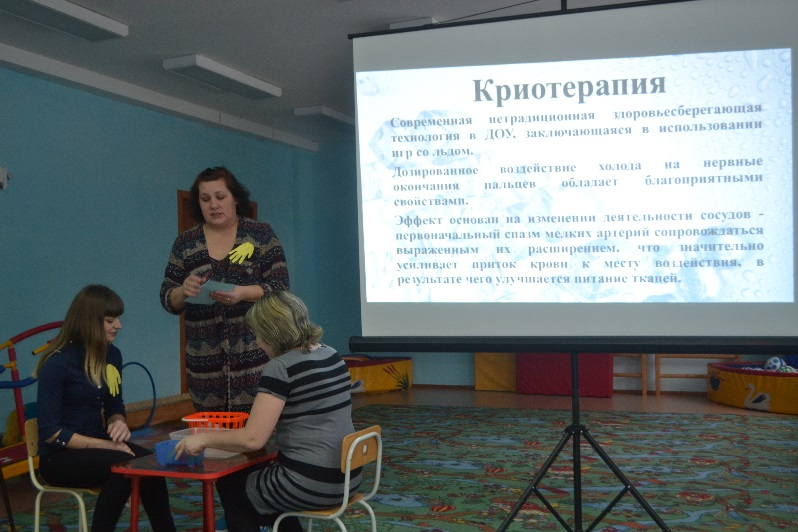 Криотерапия
Современная нетрадиционная здоровьесберегающая
технология в ДОУ, заключающаяся в использовании
игр со льдом.
Дозированное воздействие холода на нервные
окончания пальцев обладает благоприятными
свойствами.
Эффект основан на изменении деятельности сосудов -
первоначальный спазм мелких артерий сопровождаться
выраженным их расширением, что значительно
усиливает приток крови к месту воздействия, в
результате чего улучшается питание тканей.